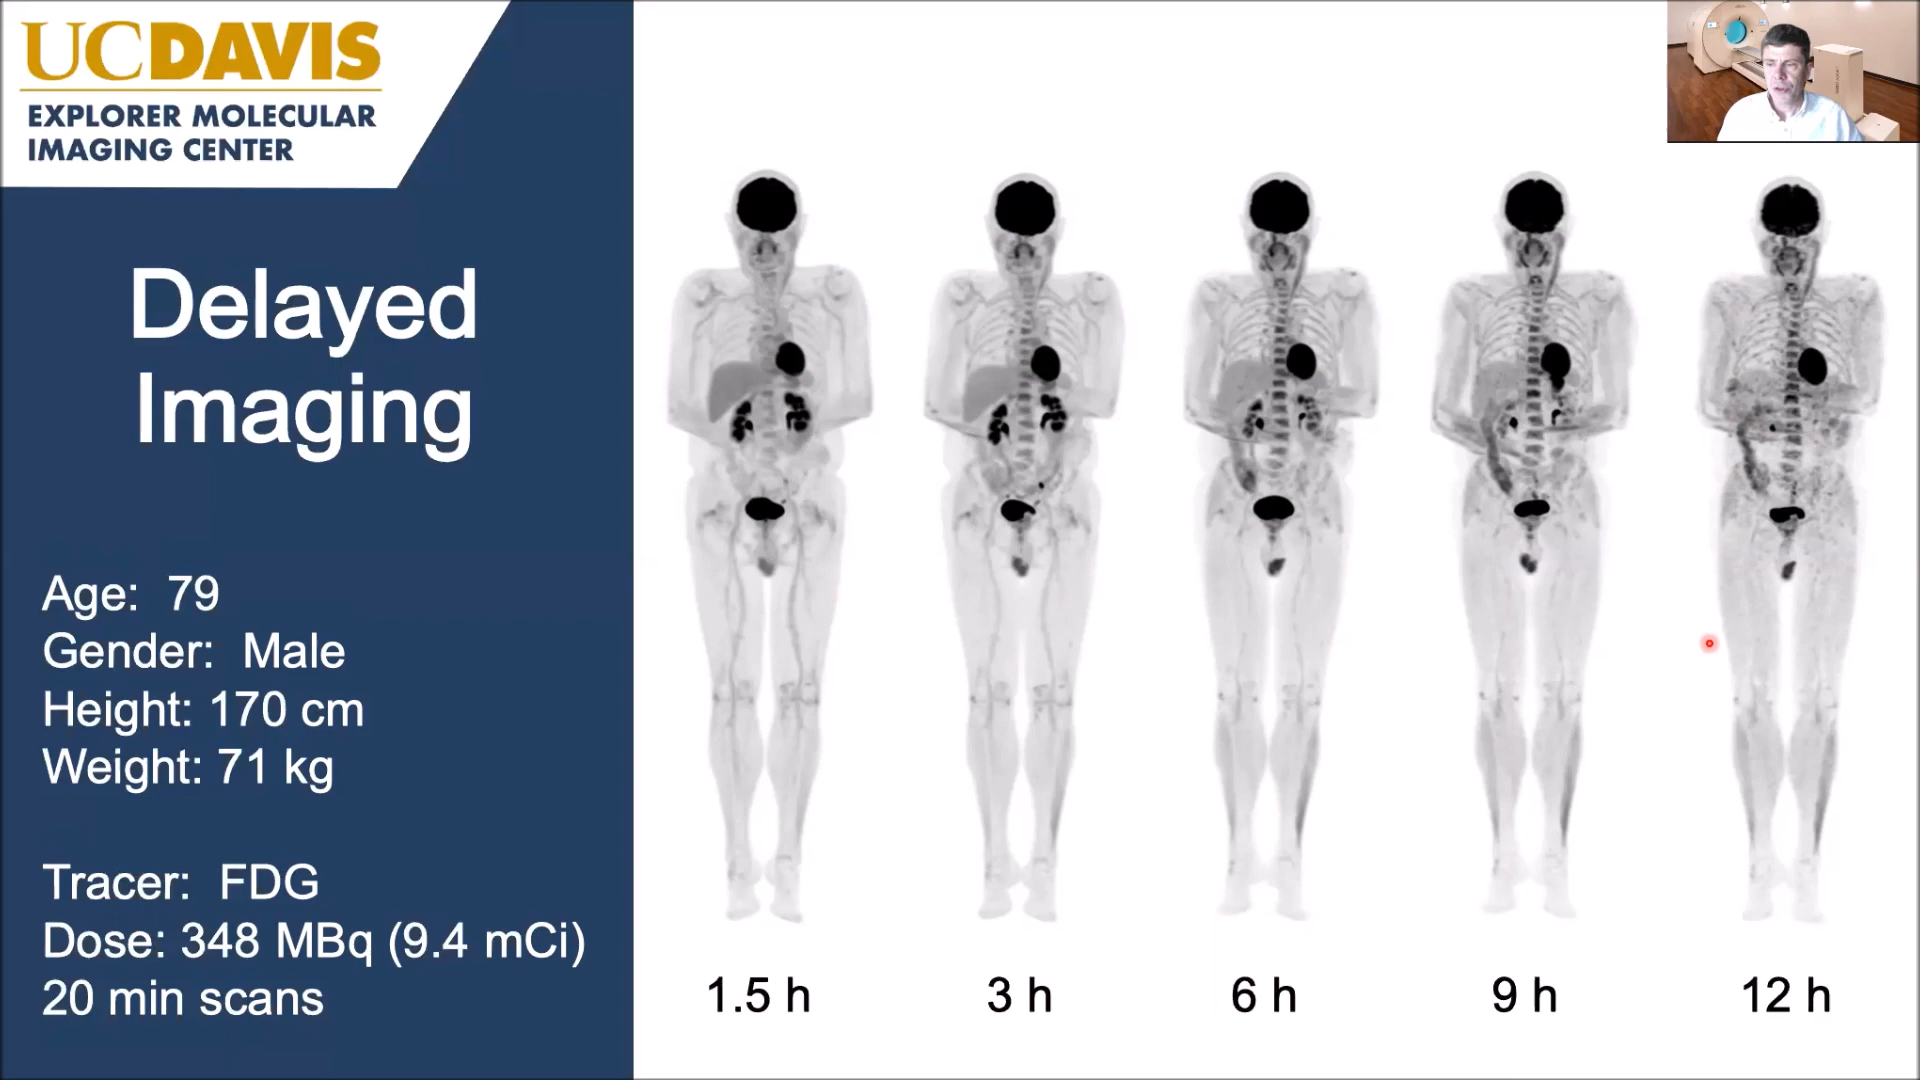 UCDAVIS
EXPLORER MOLECULAR
IMAGING CENTER
Delayed
Imaging
Age: 79
Gender: Male
Height: 170 cm
Weight: 71 kg
Tracer: FDG
Dose: 348 MBq (9.4 mCi)
20 min scans
1.5 h
3 h
6 h
9 h
12 h